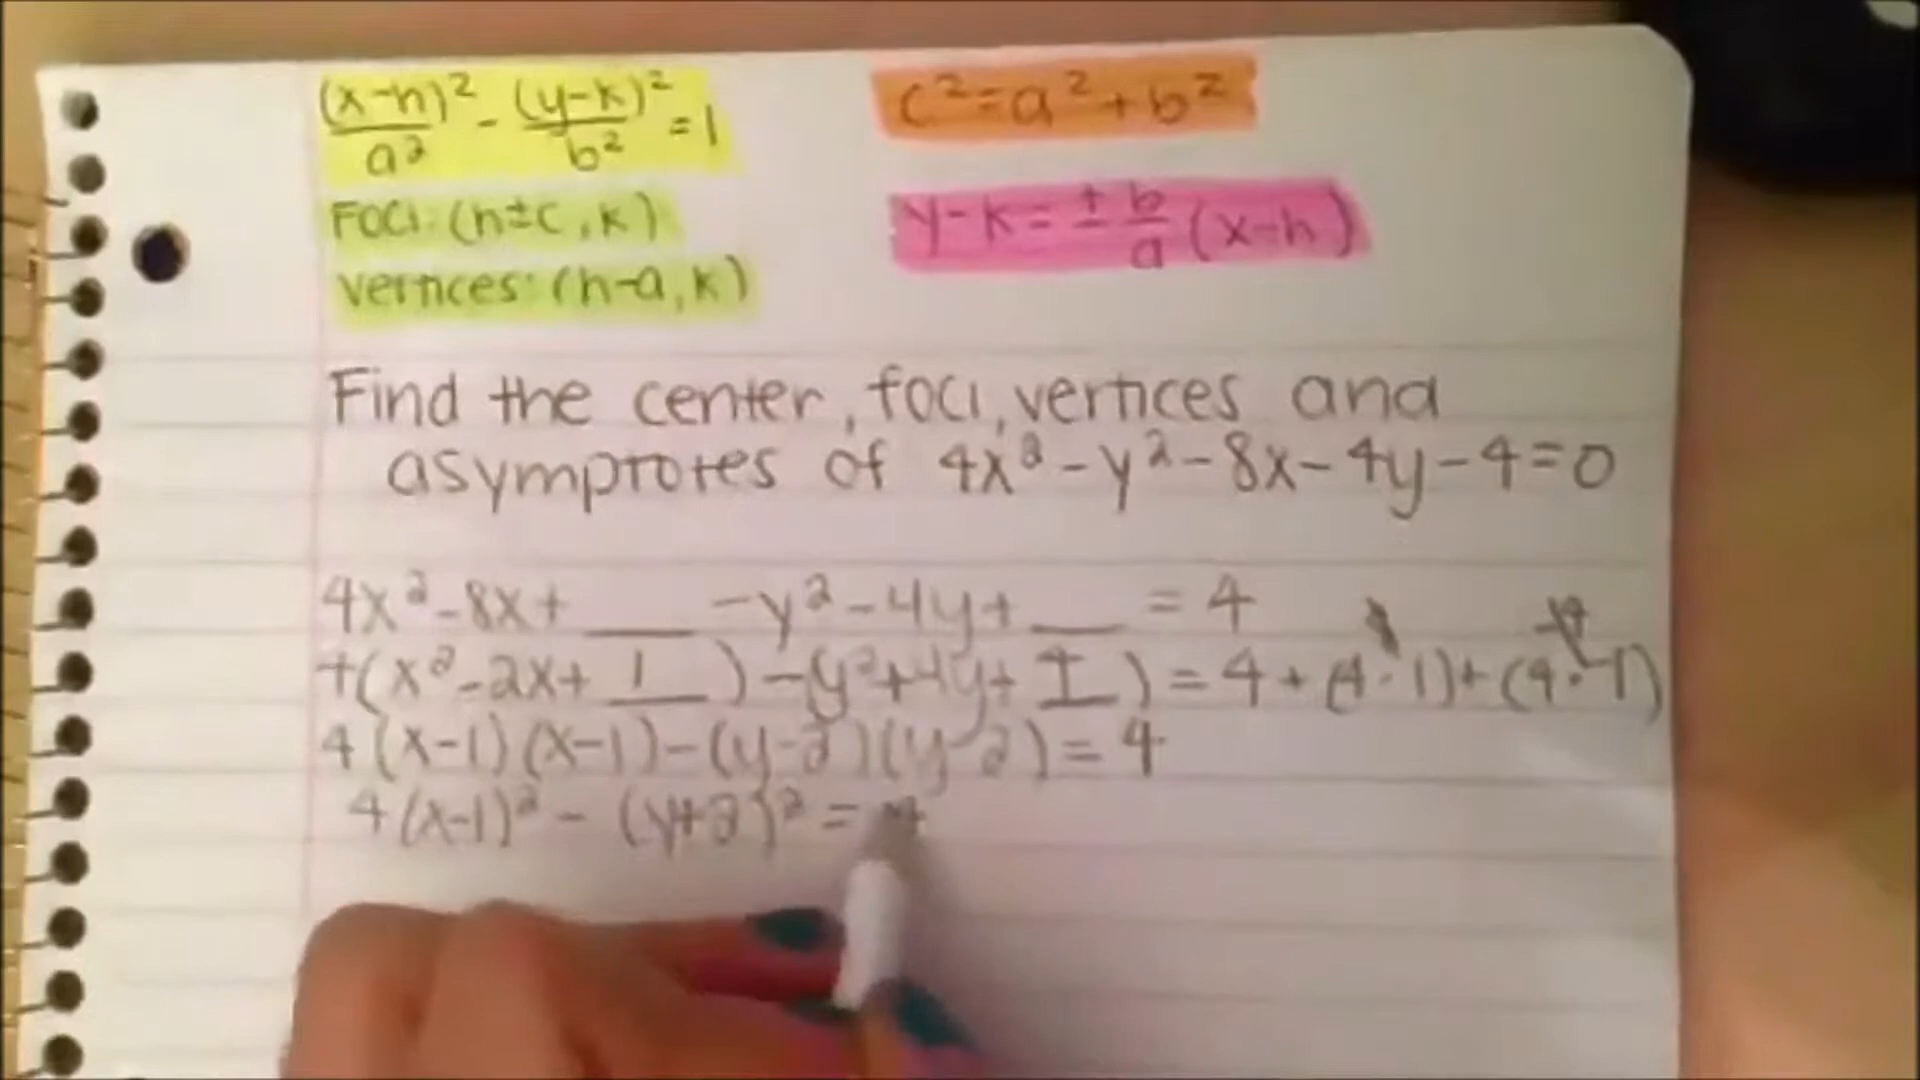 (x-h)²/a² - (y-k)²/b² = 1
c²=a²+b²
Foci: (h±c, k)
y-k=± b/a (x-h)
vertices: (h-a, k)
Find the center, foci, vertices and
asymptotes of 4x²-y²-8x-4y-4=0
4x²-8x+ ___ -y²-4y+ ___ = 4
4(x²-2x+ 1 ) -(y²+4y+ 4 ) = 4+(4·1)+(4·-1)
4(x-1)(x-1)-(y-2)(y-2)=4
4(x-1)² - (y+2)² = 4